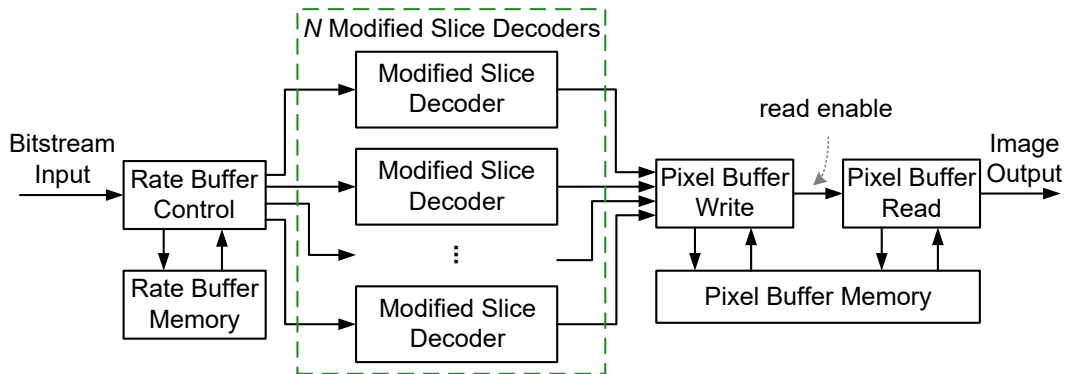 N Modified Slice Decoders
Modified Slice
Decoder
read enable
Bitstream
Input
Image
Output
Rate Buffer
Control
Modified Slice
Decoder
Pixel Buffer
Write
Pixel Buffer
Read
...
Rate Buffer
Memory
Modified Slice
Decoder
Pixel Buffer Memory